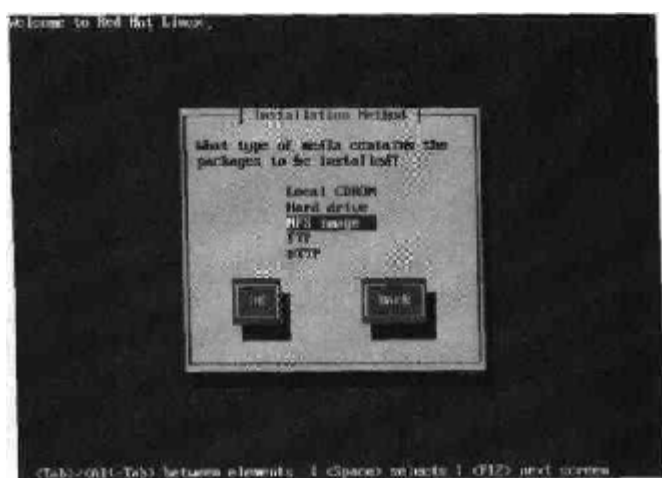 Welcome to Red Hat Linux
Installation Method
What type of media contains the
packages to be installed?
Local CDROM
Hard drive
NFS image
FTP
HTTP
OK
Back
<Tab>/<Alt-Tab> between elements | <Space> selects | <F12> next screen